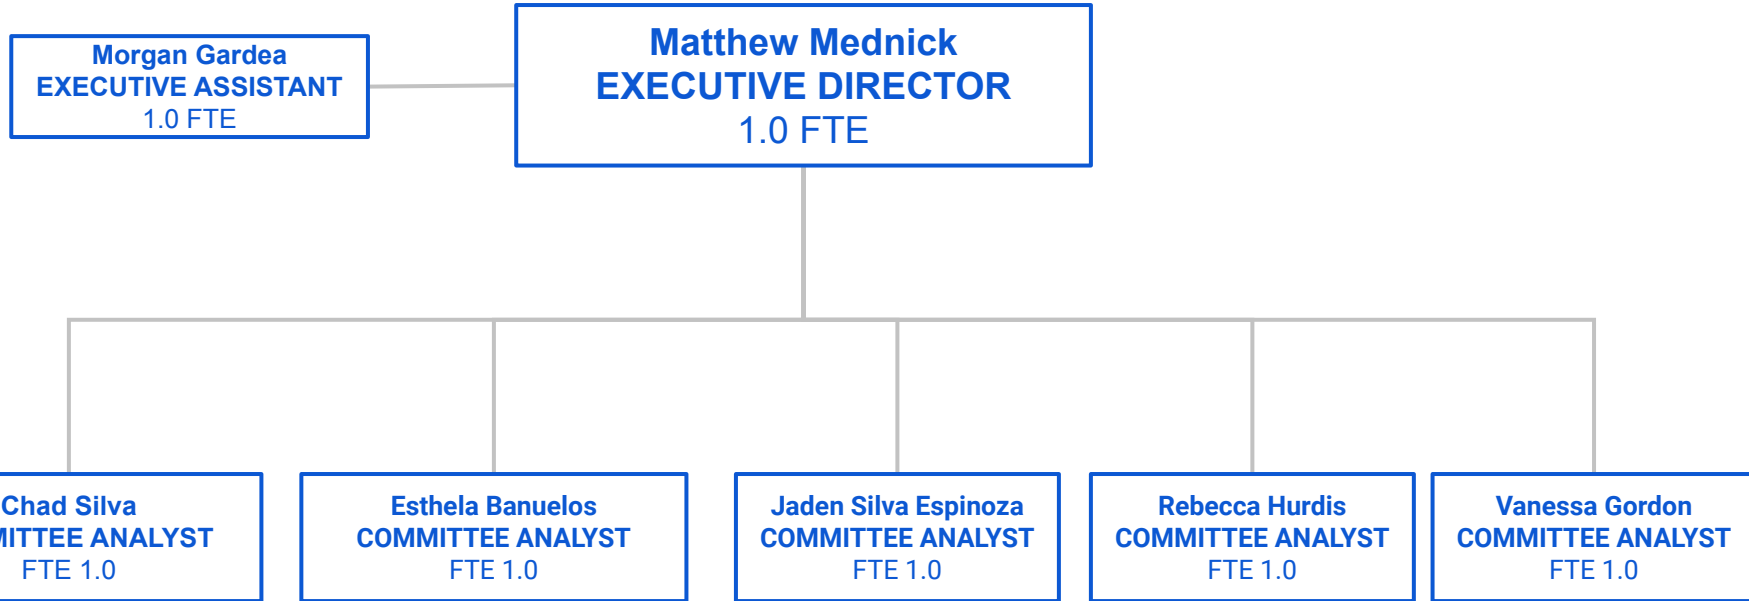 Morgan Gardea
EXECUTIVE ASSISTANT
1.0 FTE
Matthew Mednick
EXECUTIVE DIRECTOR
1.0 FTE
Chad Silva
ANALYST
FTE 1.0
Esthela Banuelos
COMMITTEE ANALYST
FTE 1.0
Jaden Silva Espinoza
COMMITTEE ANALYST
FTE 1.0
Rebecca Hurdis
COMMITTEE ANALYST
FTE 1.0
Vanessa Gordon
COMMITTEE ANALYST
FTE 1.0